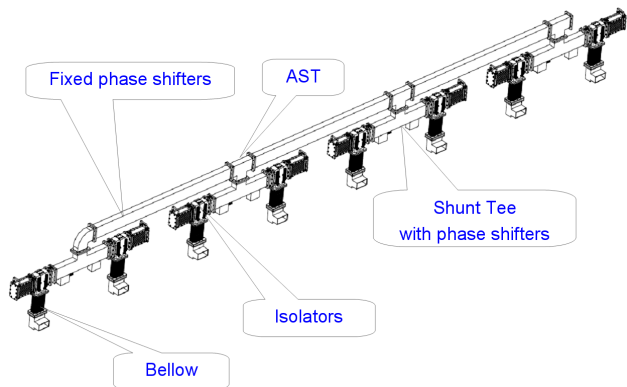 Fixed phase shifters
AST
Shunt Tee
with phase shifters
Isolators
Bellow